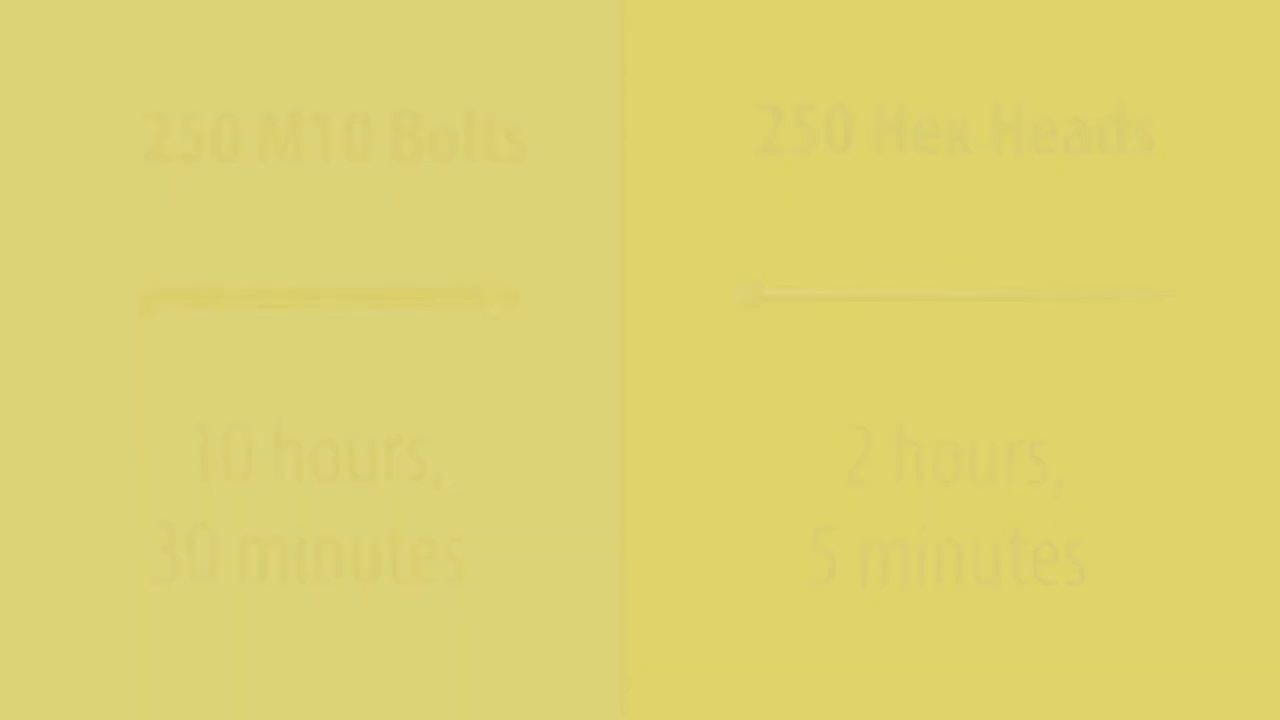 250 M10 Bolts
10 hours,
30 minutes
250 Hex Heads
2 hours,
5 minutes